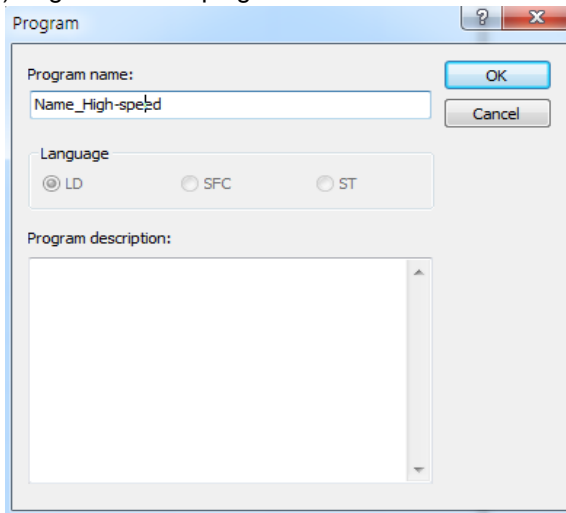 Program
Program name:
OK
Name_High-speed
Cancel
Language
LD SFC ST
Program description: